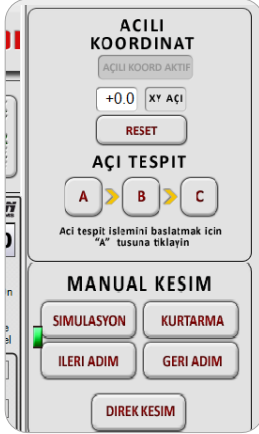 ACILI
KOORDINAT
AÇILI KOORD AKTIF
+0.0 XY AÇI
RESET
AÇI TESPIT
A B C
Aci tespit islemini baslatmak icin
"A" tusuna tiklayin
MANUAL KESIM
SIMULASYON KURTARMA
ILERI ADIM GERI ADIM
DIREK KESIM